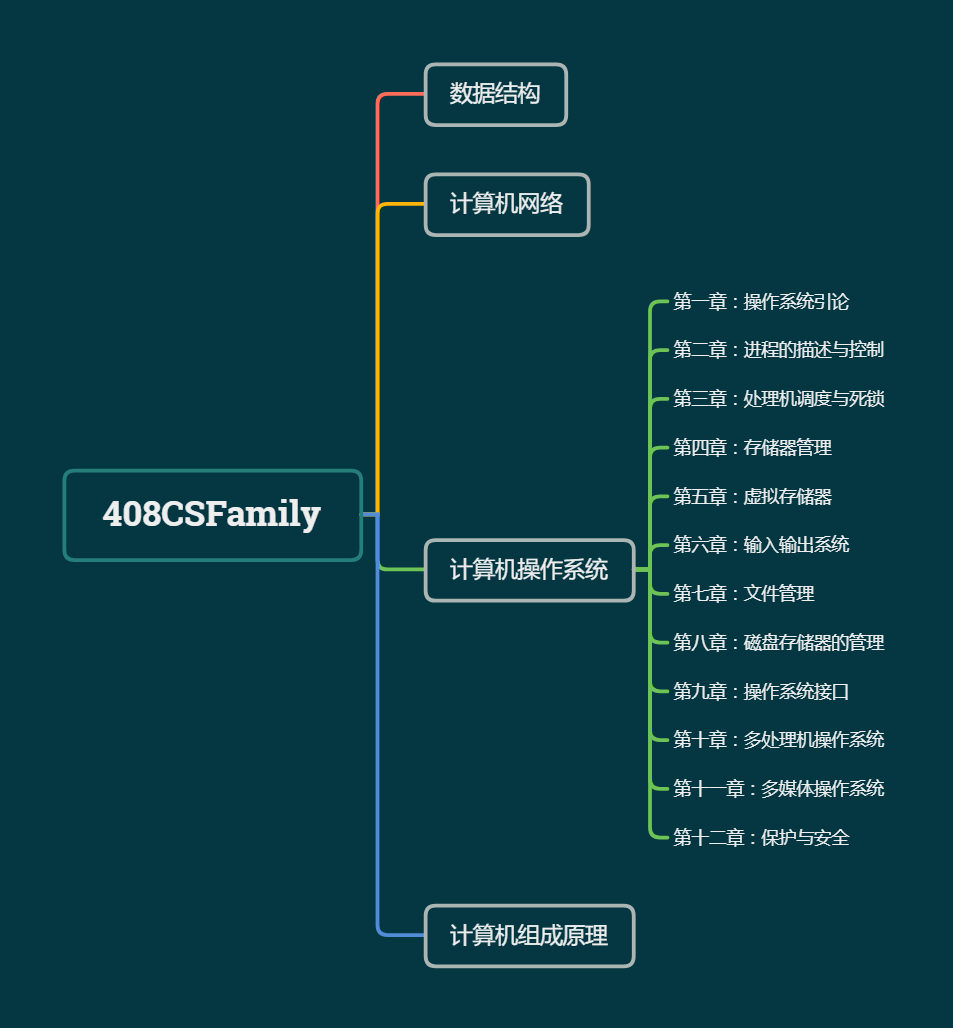 数据结构
计算机网络
408CSFamily
计算机操作系统
第一章：操作系统引论
第二章：进程的描述与控制
第三章：处理机调度与死锁
第四章：存储器管理
第五章：虚拟存储器
第六章：输入输出系统
第七章：文件管理
第八章：磁盘存储器的管理
第九章：操作系统接口
第十章：多处理机操作系统
第十一章：多媒体操作系统
第十二章：保护与安全
计算机组成原理